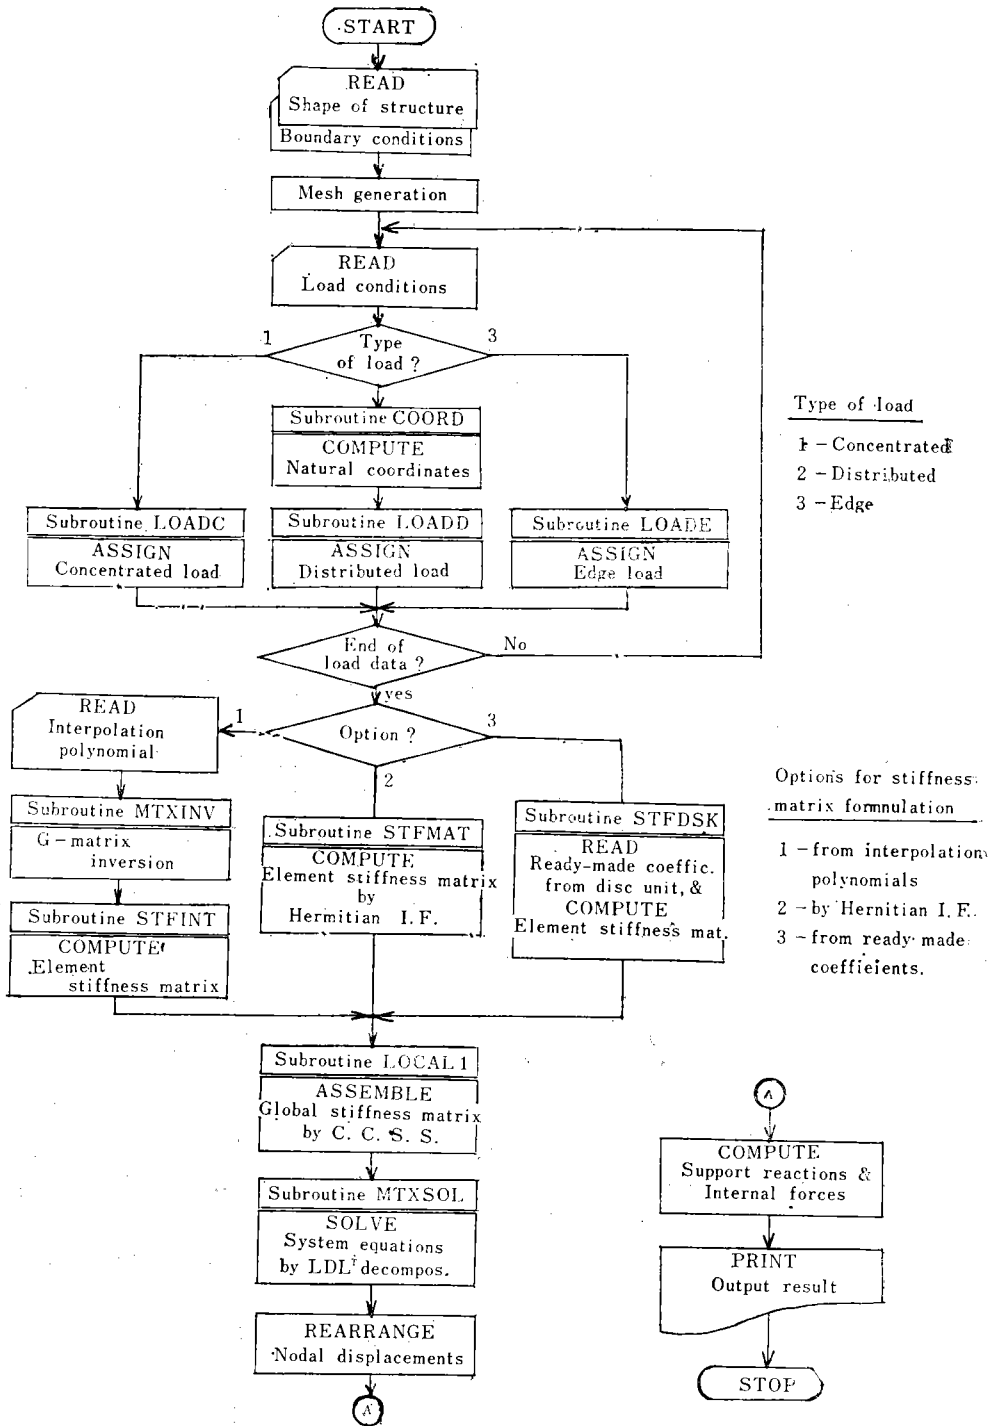 START
READ
Shape of structure
Boundary conditions
Mesh generation
READ
Load conditions
1
Type
of load ?
3
Subroutine COORD
COMPUTE
Natural coordinates
Type of load
1 - Concentrated
2 - Distributed
3 - Edge
Subroutine LOADC
ASSIGN
Concentrated load
Subroutine LOADD
ASSIGN
Distributed load
Subroutine LOADE
ASSIGN
Edge load
End of
load data ?
No
yes
READ
Interpolation
polynomial
1
Option ?
3
2
Subroutine MTXINV
G-matrix
inversion
Subroutine STFINT
COMPUTE
Element
stiffness matrix
Subroutine STFMAT
COMPUTE
Element stiffness matrix
by
Hermitian I.F.
Subroutine STFDSK
READ
Ready-made coeffic.
from disc unit, &
COMPUTE
Element stiffness mat.
Options for stiffness
matrix formnulation
1 - from interpolation
polynomials
2 - by Hernitian I.F.
3 - from ready made
coeffieients.
Subroutine LOCAL 1
ASSEMBLE
Global stiffness matrix
by C. C. S. S.
Subroutine MTXSOL
SOLVE
System equations
by LDLᵀ decompos.
REARRANGE
Nodal displacements
A
A
COMPUTE
Support reactions &
Internal forces
PRINT
Output result
STOP